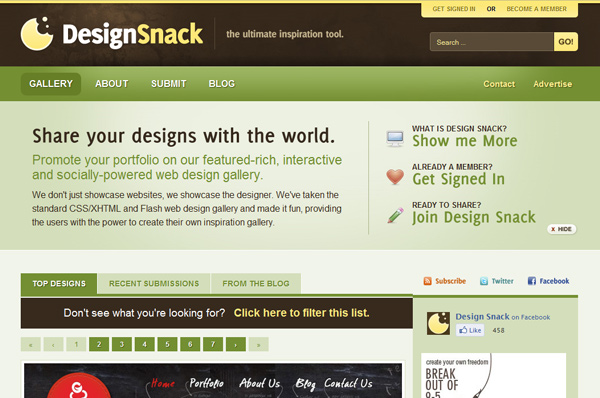 GET SIGNED IN OR BECOME A MEMBER
DesignSnack the ultimate inspiration tool.
Search ... GO!
GALLERY ABOUT SUBMIT BLOG Contact Advertise
Share your designs with the world.
Promote your portfolio on our featured-rich, interactive
and socially-powered web design gallery.
We don't just showcase websites, we showcase the designer. We've taken the
standard CSS/XHTML and Flash web design gallery and made it fun, providing
the users with the power to create their own inspiration gallery.
WHAT IS DESIGN SNACK?
Show me More
ALREADY A MEMBER?
Get Signed In
READY TO SHARE?
Join Design Snack
x HIDE
TOP DESIGNS RECENT SUBMISSIONS FROM THE BLOG
Subscribe Twitter Facebook
Don't see what you're looking for? Click here to filter this list.
« ‹ 1 2 3 4 5 6 7 › »
Design Snack on Facebook
Like 458
Home Portfolio About Us Blog Contact Us
create your own freedom
BREAK
OUT OF
9-5